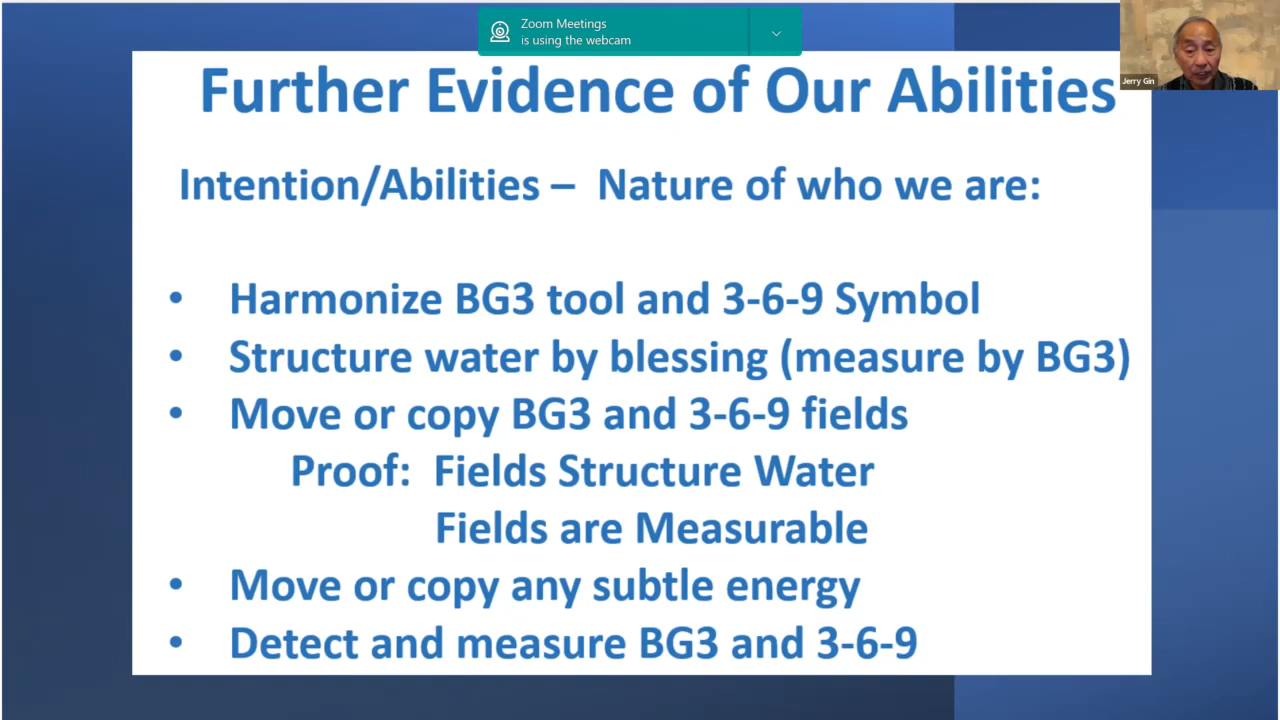 Zoom Meetings
is using the webcam
Jerry Gin
Further Evidence of Our Abilities
Intention/Abilities – Nature of who we are:
• Harmonize BG3 tool and 3-6-9 Symbol
• Structure water by blessing (measure by BG3)
• Move or copy BG3 and 3-6-9 fields
Proof: Fields Structure Water
Fields are Measurable
• Move or copy any subtle energy
• Detect and measure BG3 and 3-6-9